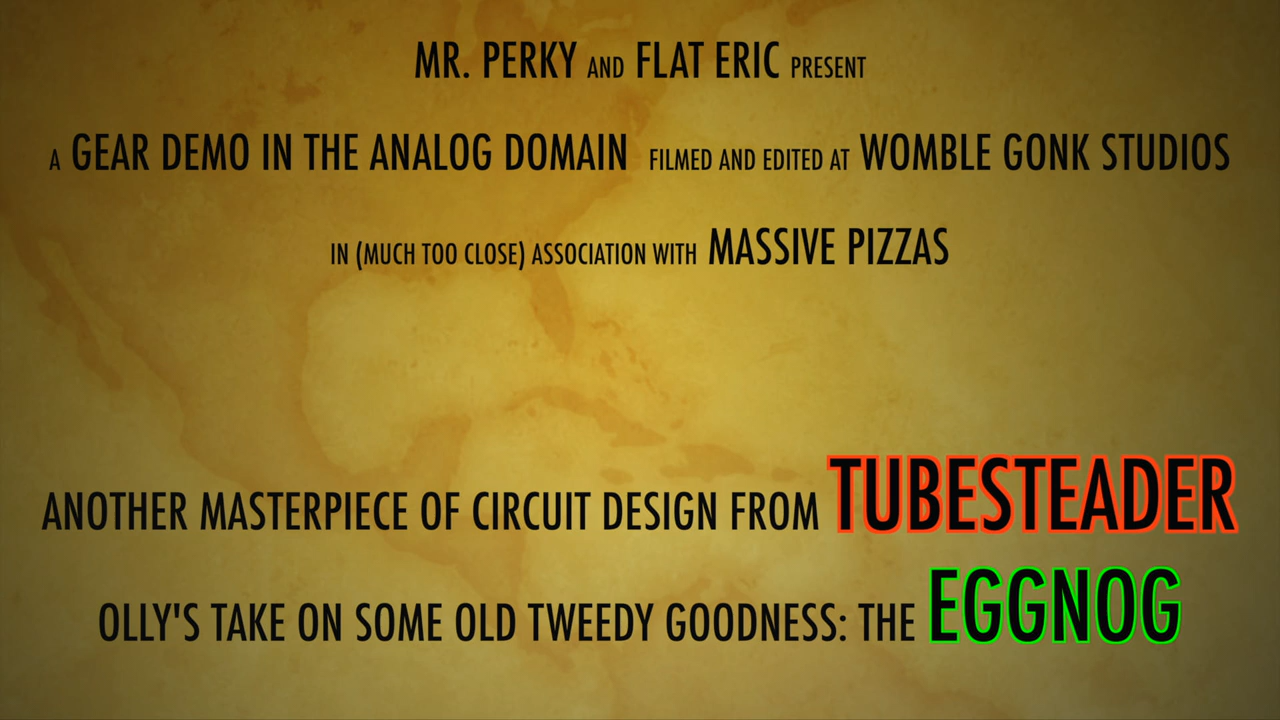 MR. PERKY AND FLAT ERIC PRESENT
A GEAR DEMO IN THE ANALOG DOMAIN FILMED AND EDITED AT WOMBLE GONK STUDIOS
IN (MUCH TOO CLOSE) ASSOCIATION WITH MASSIVE PIZZAS
ANOTHER MASTERPIECE OF CIRCUIT DESIGN FROM TUBESTEADER
OLLY'S TAKE ON SOME OLD TWEEDY GOODNESS: THE EGGNOG